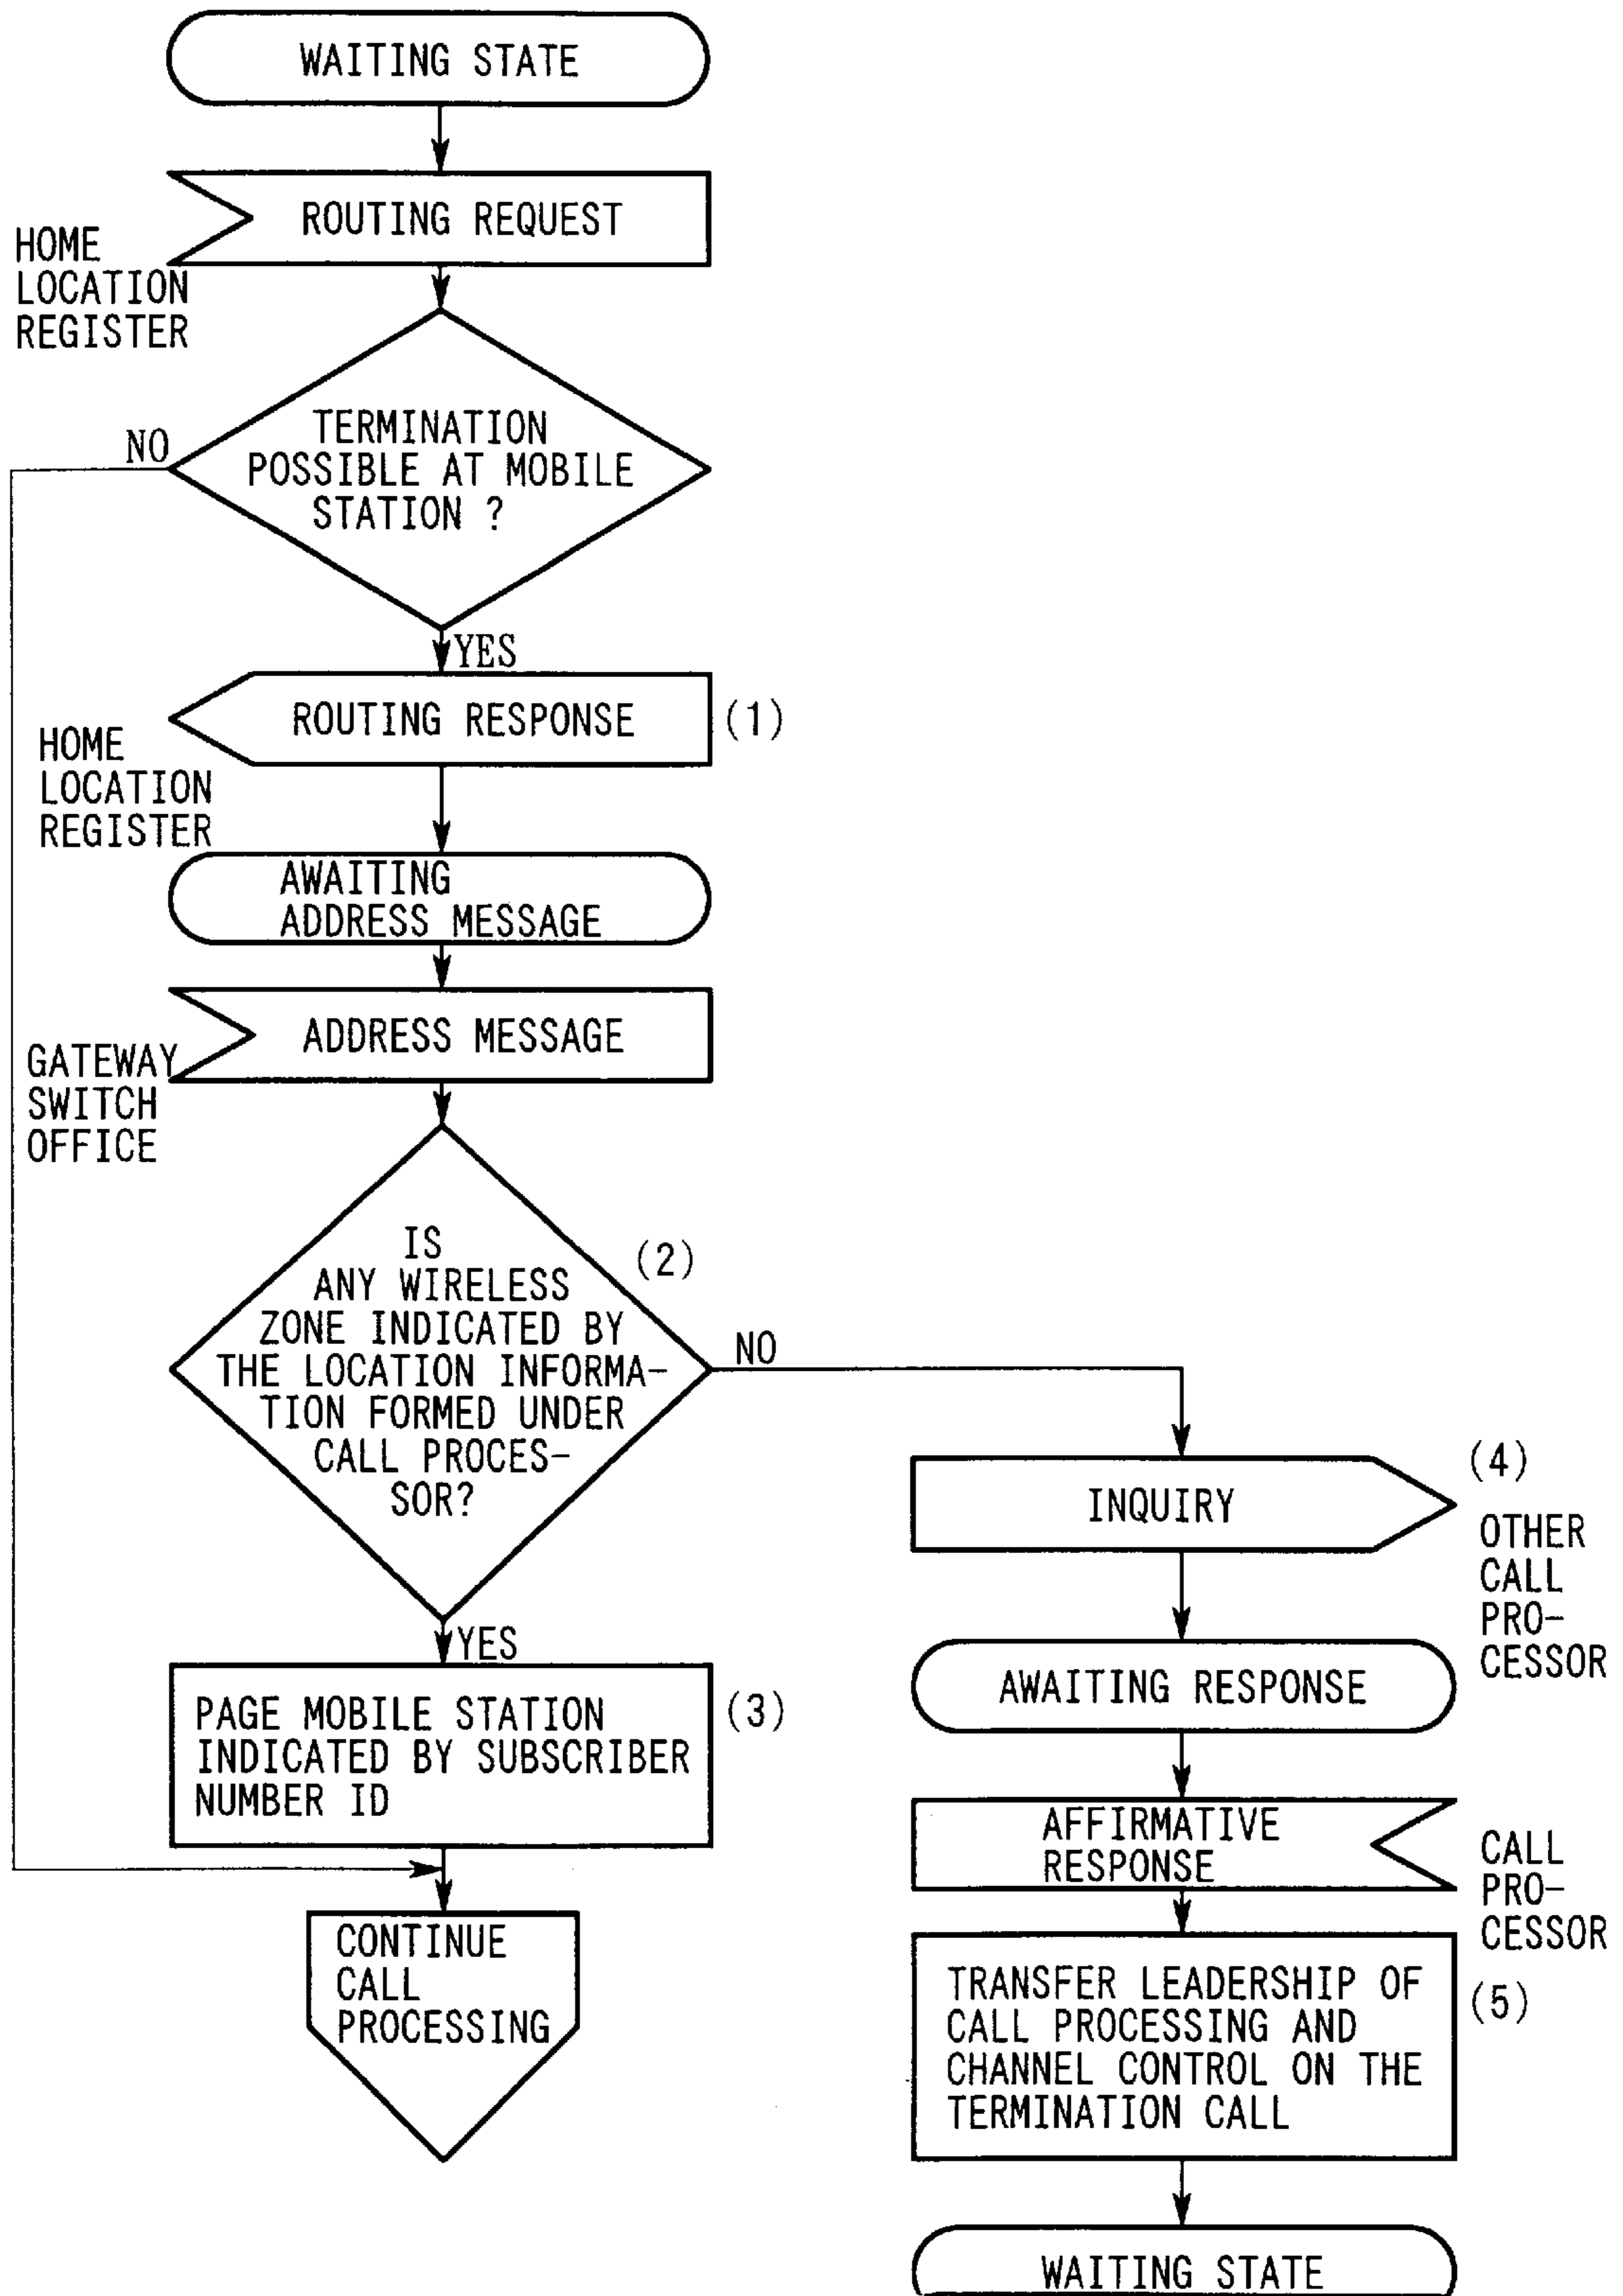 WAITING STATE
ROUTING REQUEST
HOME
LOCATION
REGISTER
TERMINATION
POSSIBLE AT MOBILE
STATION ?
NO
YES
ROUTING RESPONSE
(1)
HOME
LOCATION
REGISTER
AWAITING
ADDRESS MESSAGE
ADDRESS MESSAGE
GATEWAY
SWITCH
OFFICE
IS
ANY WIRELESS
ZONE INDICATED BY
THE LOCATION INFORMA-
TION FORMED UNDER
CALL PROCES-
SOR?
(2)
NO
YES
PAGE MOBILE STATION
INDICATED BY SUBSCRIBER
NUMBER ID
(3)
CONTINUE
CALL
PROCESSING
INQUIRY
(4)
OTHER
CALL
PRO-
CESSOR
AWAITING RESPONSE
AFFIRMATIVE
RESPONSE
CALL
PRO-
CESSOR
TRANSFER LEADERSHIP OF
CALL PROCESSING AND
CHANNEL CONTROL ON THE
TERMINATION CALL
(5)
WAITING STATE